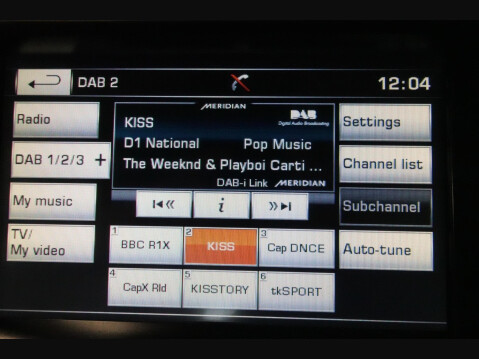 DAB 2
12:04
Radio
DAB 1/2/3 +
My music
TV/
My video
MERIDIAN
DAB
Digital Audio Broadcasting
KISS
D1 National Pop Music
The Weeknd & Playboi Carti ...
DAB-i Link MERIDIAN
i
Settings
Channel list
Subchannel
Auto-tune
1 BBC R1X
2 KISS
3 Cap DNCE
4 CapX Rld
5 KISSTORY
6 tkSPORT